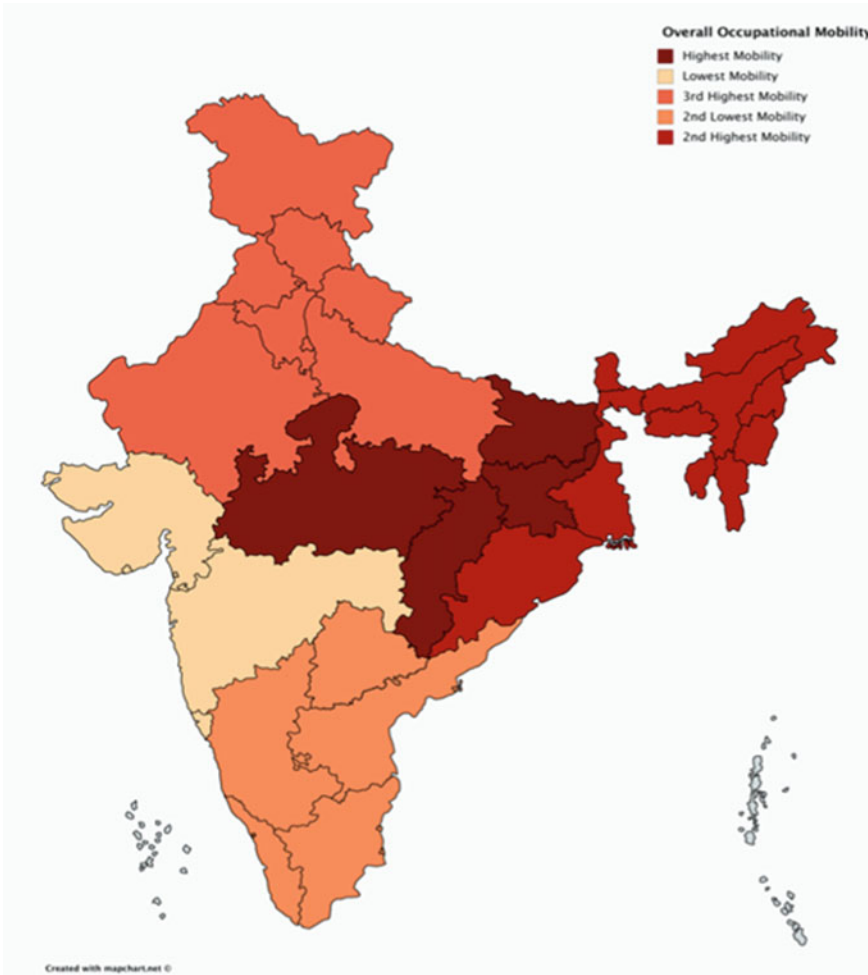 Overall Occupational Mobility
Highest Mobility
Lowest Mobility
3rd Highest Mobility
2nd Lowest Mobility
2nd Highest Mobility
Created with mapchart.net ©